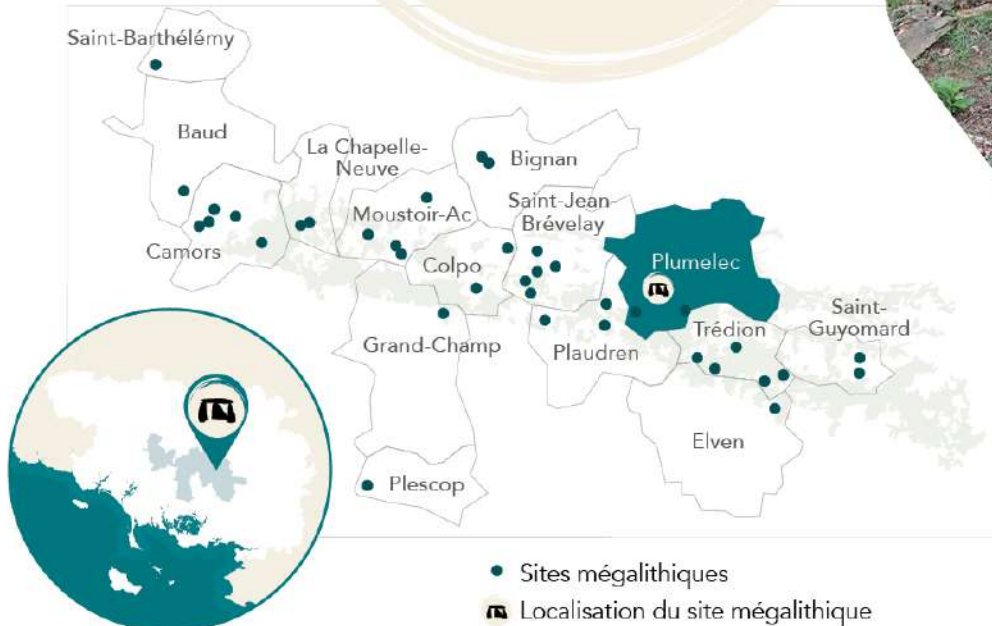 Saint-Barthélémy
Baud
La Chapelle-
Neuve
Bignan
Moustoir-Ac
Saint-Jean
Brévelay
Camors
Colpo
Plumelec
Grand-Champ
Plaudren
Trédion
Saint-
Guyomard
Elven
Plescop
Sites mégalithiques
Localisation du site mégalithique